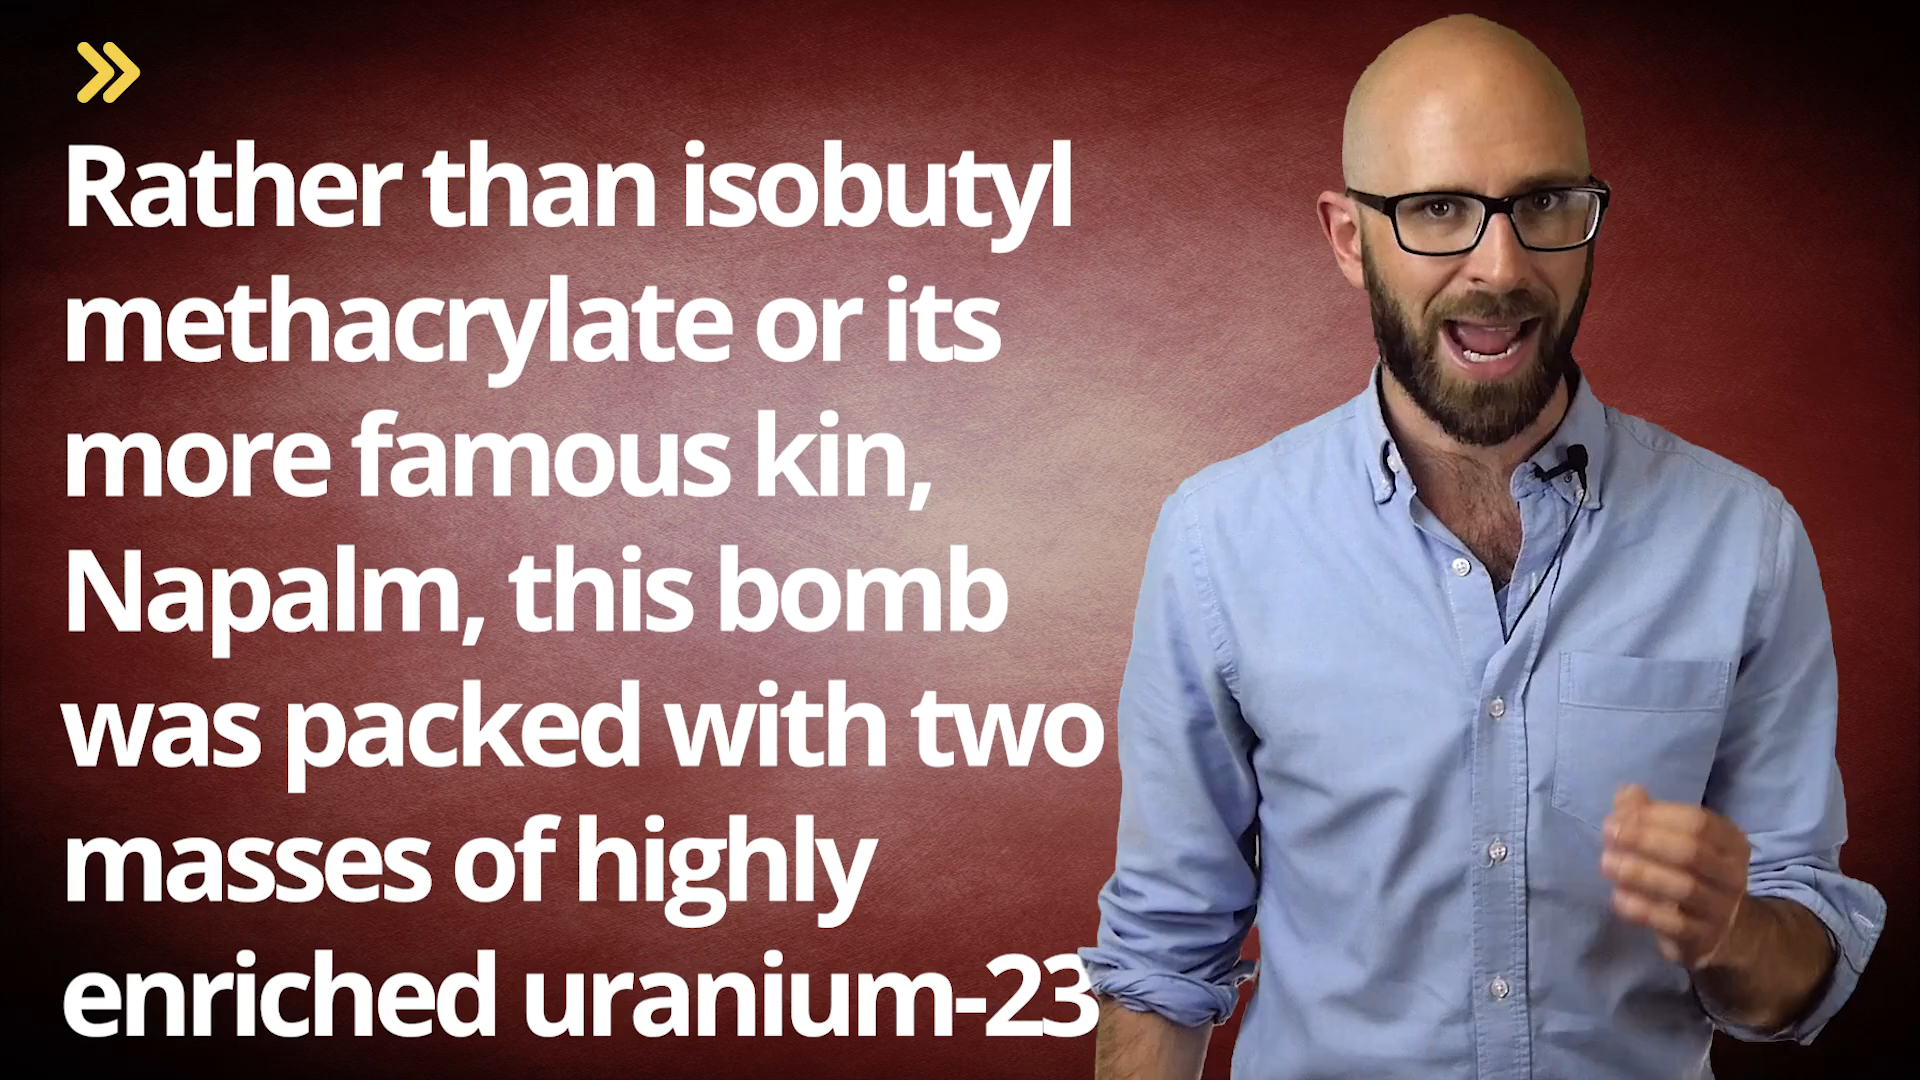 Rather than isobutyl
methacrylate or its
more famous kin,
Napalm, this bomb
was packed with two
masses of highly
enriched uranium-23